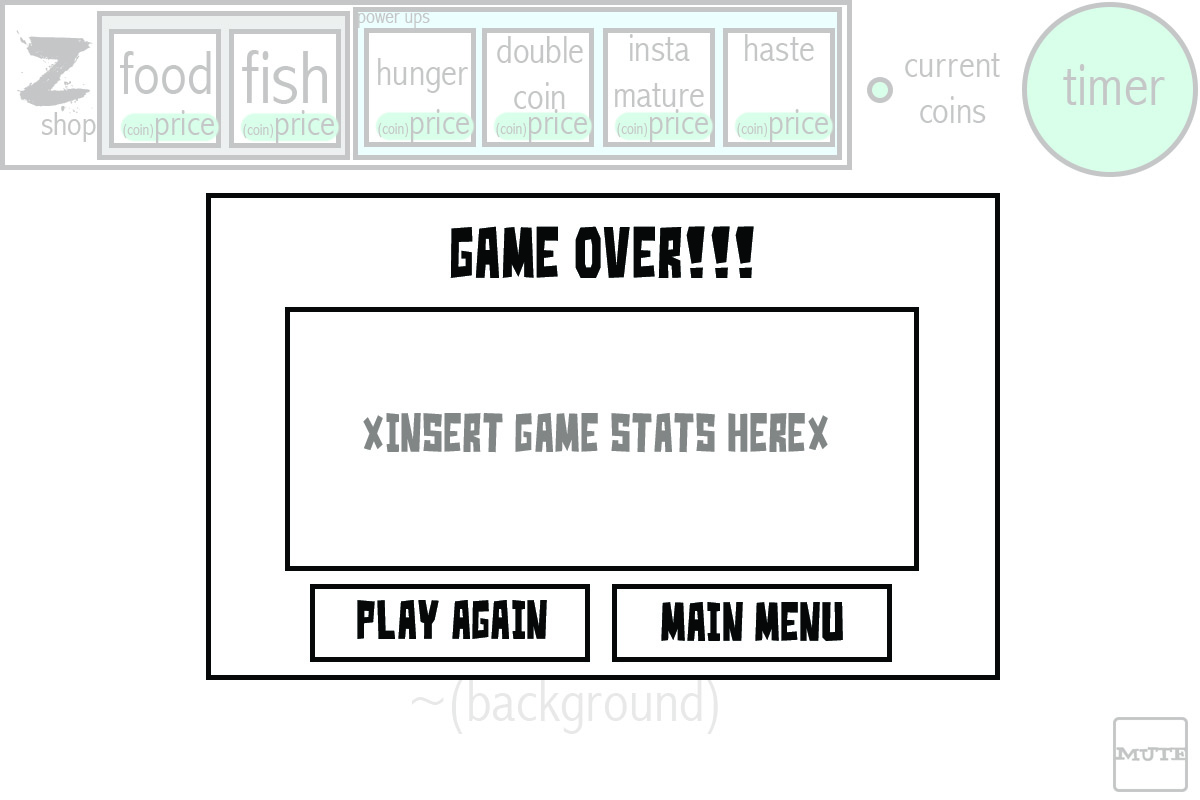 Z
shop
food
(coin)price
fish
(coin)price
power ups
hunger
(coin)price
double
coin
(coin)price
insta
mature
(coin)price
haste
(coin)price
current
coins
timer
GAME OVER!!!
XINSERT GAME STATS HEREX
PLAY AGAIN
MAIN MENU
~(background)
MUTE